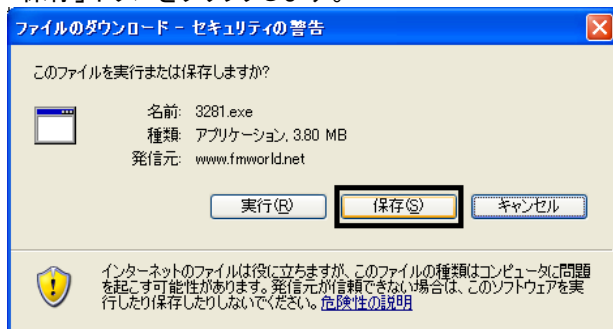 ファイルのダウンロード - セキュリティの警告
このファイルを実行または保存しますか?
名前: 3281.exe
種類: アプリケーション, 3.80 MB
発信元: www.fmworld.net
実行(R) 保存(S) キャンセル
インターネットのファイルは役に立ちますが、このファイルの種類はコンピュータに問題
を起こす可能性があります。発信元が信頼できない場合は、このソフトウェアを実
行したり保存したりしないでください。危険性の説明